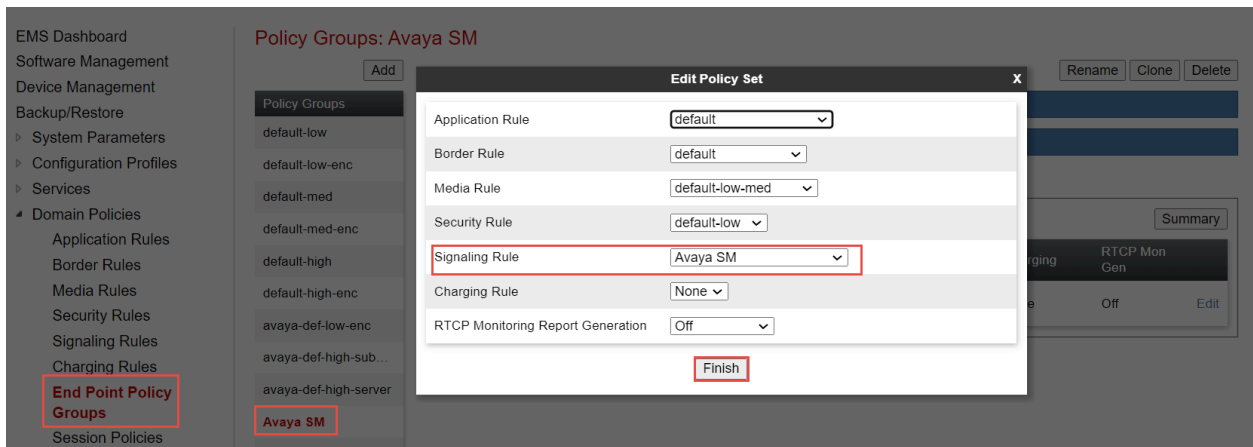 EMS Dashboard
Software Management
Device Management
Backup/Restore
System Parameters
Configuration Profiles
Services
Domain Policies
Application Rules
Border Rules
Media Rules
Security Rules
Signaling Rules
Charging Rules
End Point Policy
Groups
Session Policies
Policy Groups: Avaya SM
Add
Rename Clone Delete
Policy Groups
default-low
default-low-enc
default-med
default-med-enc
default-high
default-high-enc
avaya-def-low-enc
avaya-def-high-sub...
avaya-def-high-server
Avaya SM
Edit Policy Set X
Application Rule default
Border Rule default
Media Rule default-low-med
Security Rule default-low
Signaling Rule Avaya SM
Charging Rule None
RTCP Monitoring Report Generation Off
Finish
Summary
rging RTCP Mon
Gen
e Off Edit